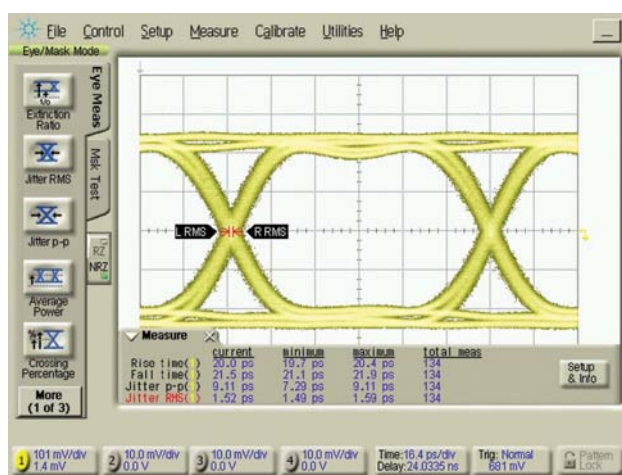 File Control Setup Measure Calibrate Utilities Help
Eye/Mask Mode
Eye Meas
Msk Test
Extinction
Ratio
Jitter RMS
Jitter p-p
RZ
NRZ
Average
Power
Crossing
Percentage
More
(1 of 3)
L RMS R RMS
Measure
current minimum maximum total meas
Rise time(1) 20.0 ps 19.7 ps 20.4 ps 134
Fall time(1) 21.5 ps 21.1 ps 21.9 ps 134
Jitter p-p(1) 9.11 ps 7.29 ps 9.11 ps 134
Jitter RMS(1) 1.52 ps 1.49 ps 1.59 ps 134
Setup
& Info
1 101 mV/div
1.4 mV
2 10.0 mV/div
0.0 V
3 10.0 mV/div
0.0 V
4 10.0 mV/div
0.0 V
Time:16.4 ps/div
Delay:24.0335 ns
Trig: Normal
681 mV
Pattern
Lock